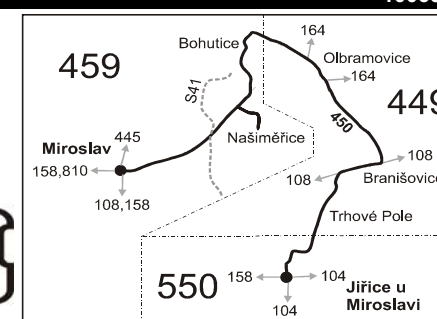 164
Bohutice
Olbramovice
459
164
S41
449
450
Našiměřice
Miroslav
445
108
158,810
108
Branišovice
108,158
Trhové Pole
550
158
104
Jiřice u
Miroslavi
104